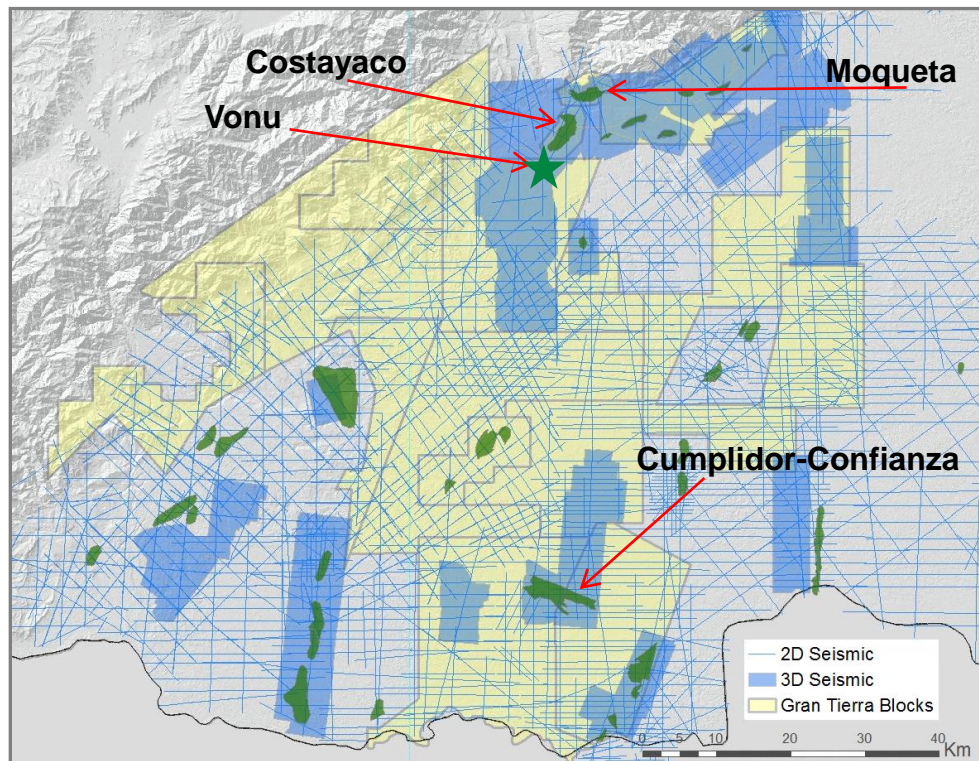 Costayaco
Moqueta
Vonu
Cumplidor-Confianza
2D Seismic
3D Seismic
Gran Tierra Blocks
0 5 10 20 30 40
Km